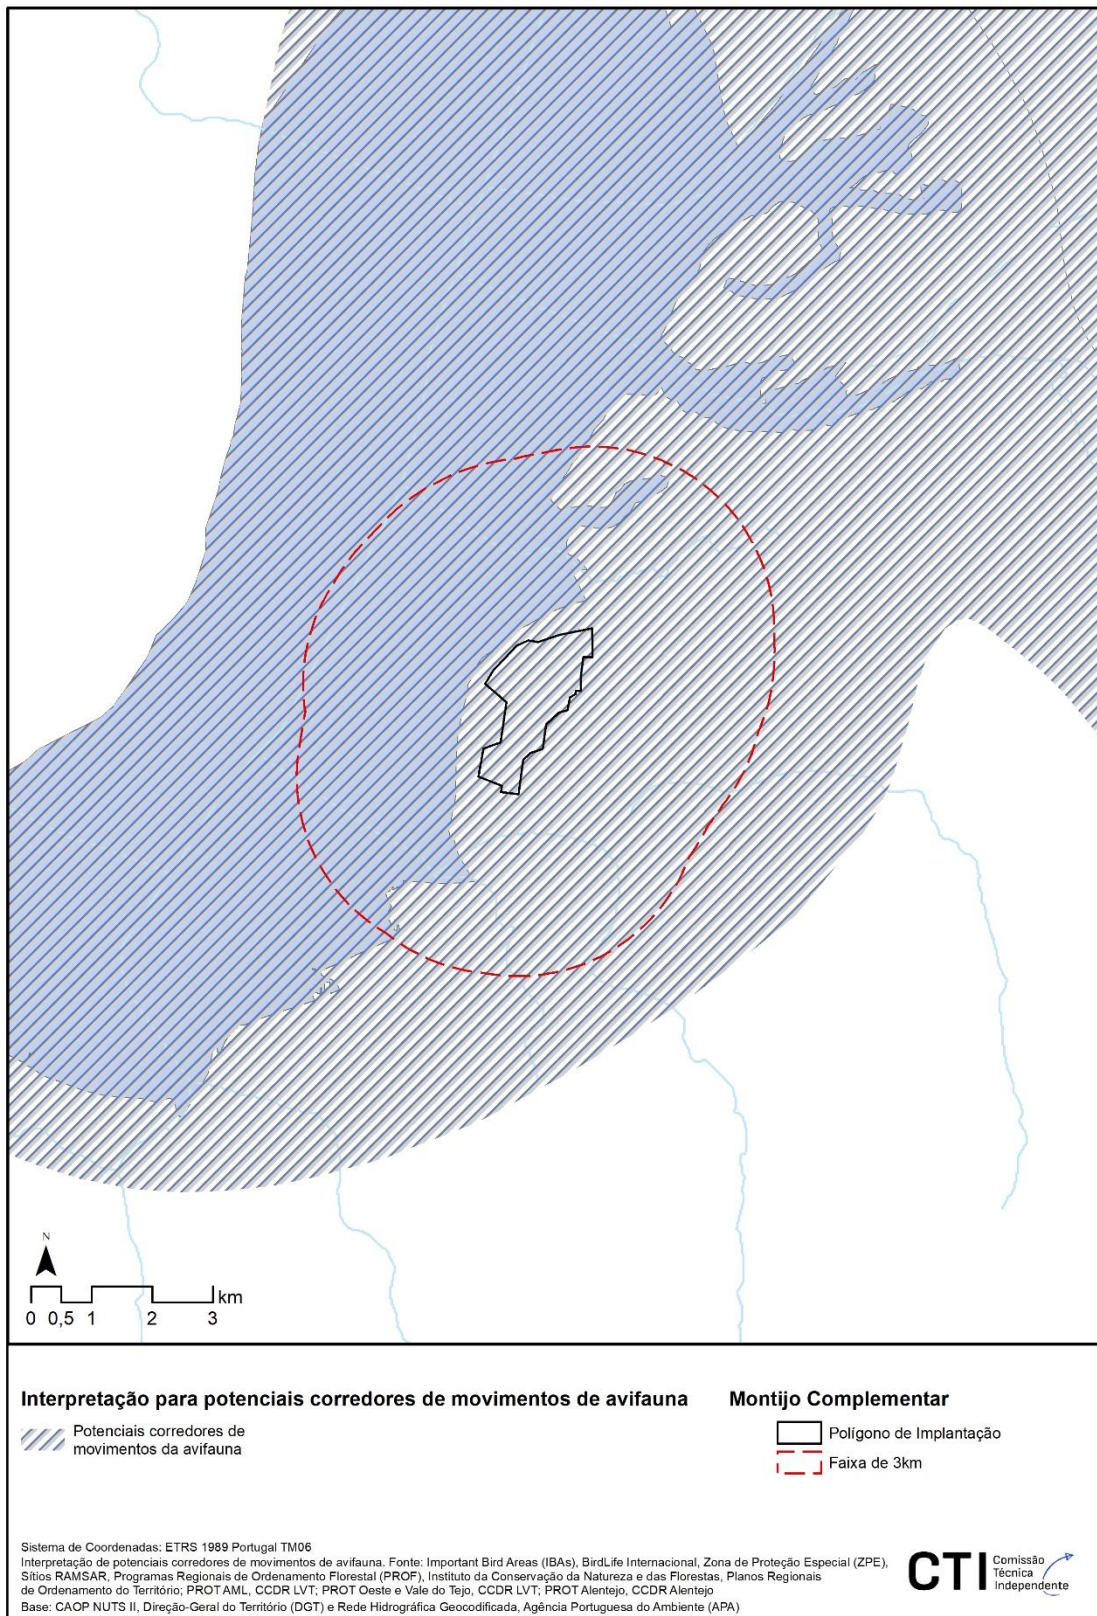 N
km
0 0,5 1 2 3
Interpretação para potenciais corredores de movimentos de avifauna
Potenciais corredores de
movimentos da avifauna
Montijo Complementar
Polígono de Implantação
Faixa de 3km
Sistema de Coordenadas: ETRS 1989 Portugal TM06
Interpretação de potenciais corredores de movimentos de avifauna. Fonte: Important Bird Areas (IBAs), BirdLife Internacional, Zona de Proteção Especial (ZPE),
Sítios RAMSAR, Programas Regionais de Ordenamento Florestal (PROF), Instituto da Conservação da Natureza e das Florestas, Planos Regionais
de Ordenamento do Território; PROT AML, CCDR LVT; PROT Oeste e Vale do Tejo, CCDR LVT; PROT Alentejo, CCDR Alentejo
Base: CAOP NUTS II, Direção-Geral do Território (DGT) e Rede Hidrográfica Geocodificada, Agência Portuguesa do Ambiente (APA)
CTI
Comissão
Técnica
Independente